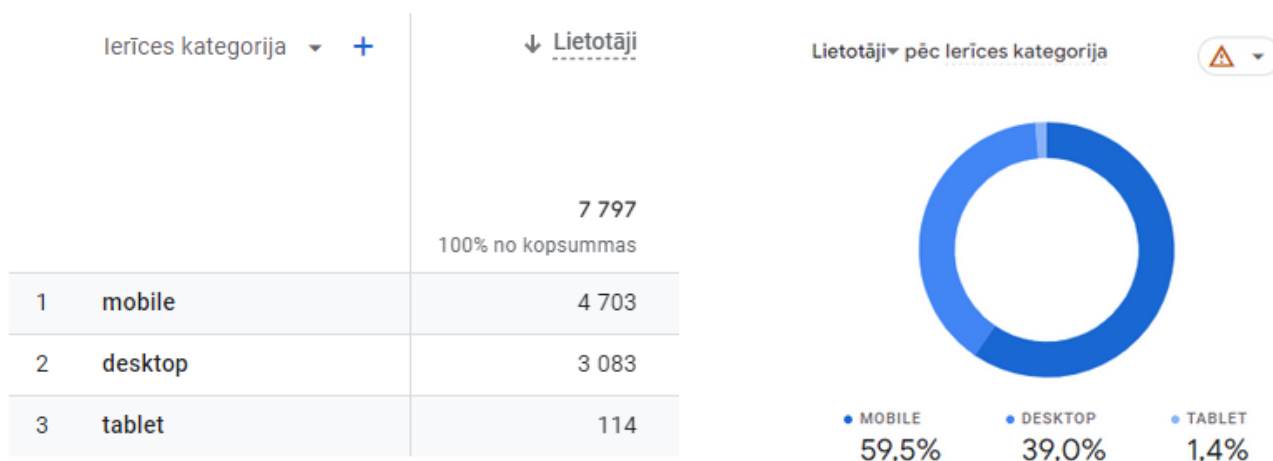 Ierīces kategorija
Lietotāji
7 797
100% no kopsummas
1 mobile 4 703
2 desktop 3 083
3 tablet 114
Lietotāji pēc Ierīces kategorija
MOBILE DESKTOP TABLET
59,5% 39,0% 1,4%